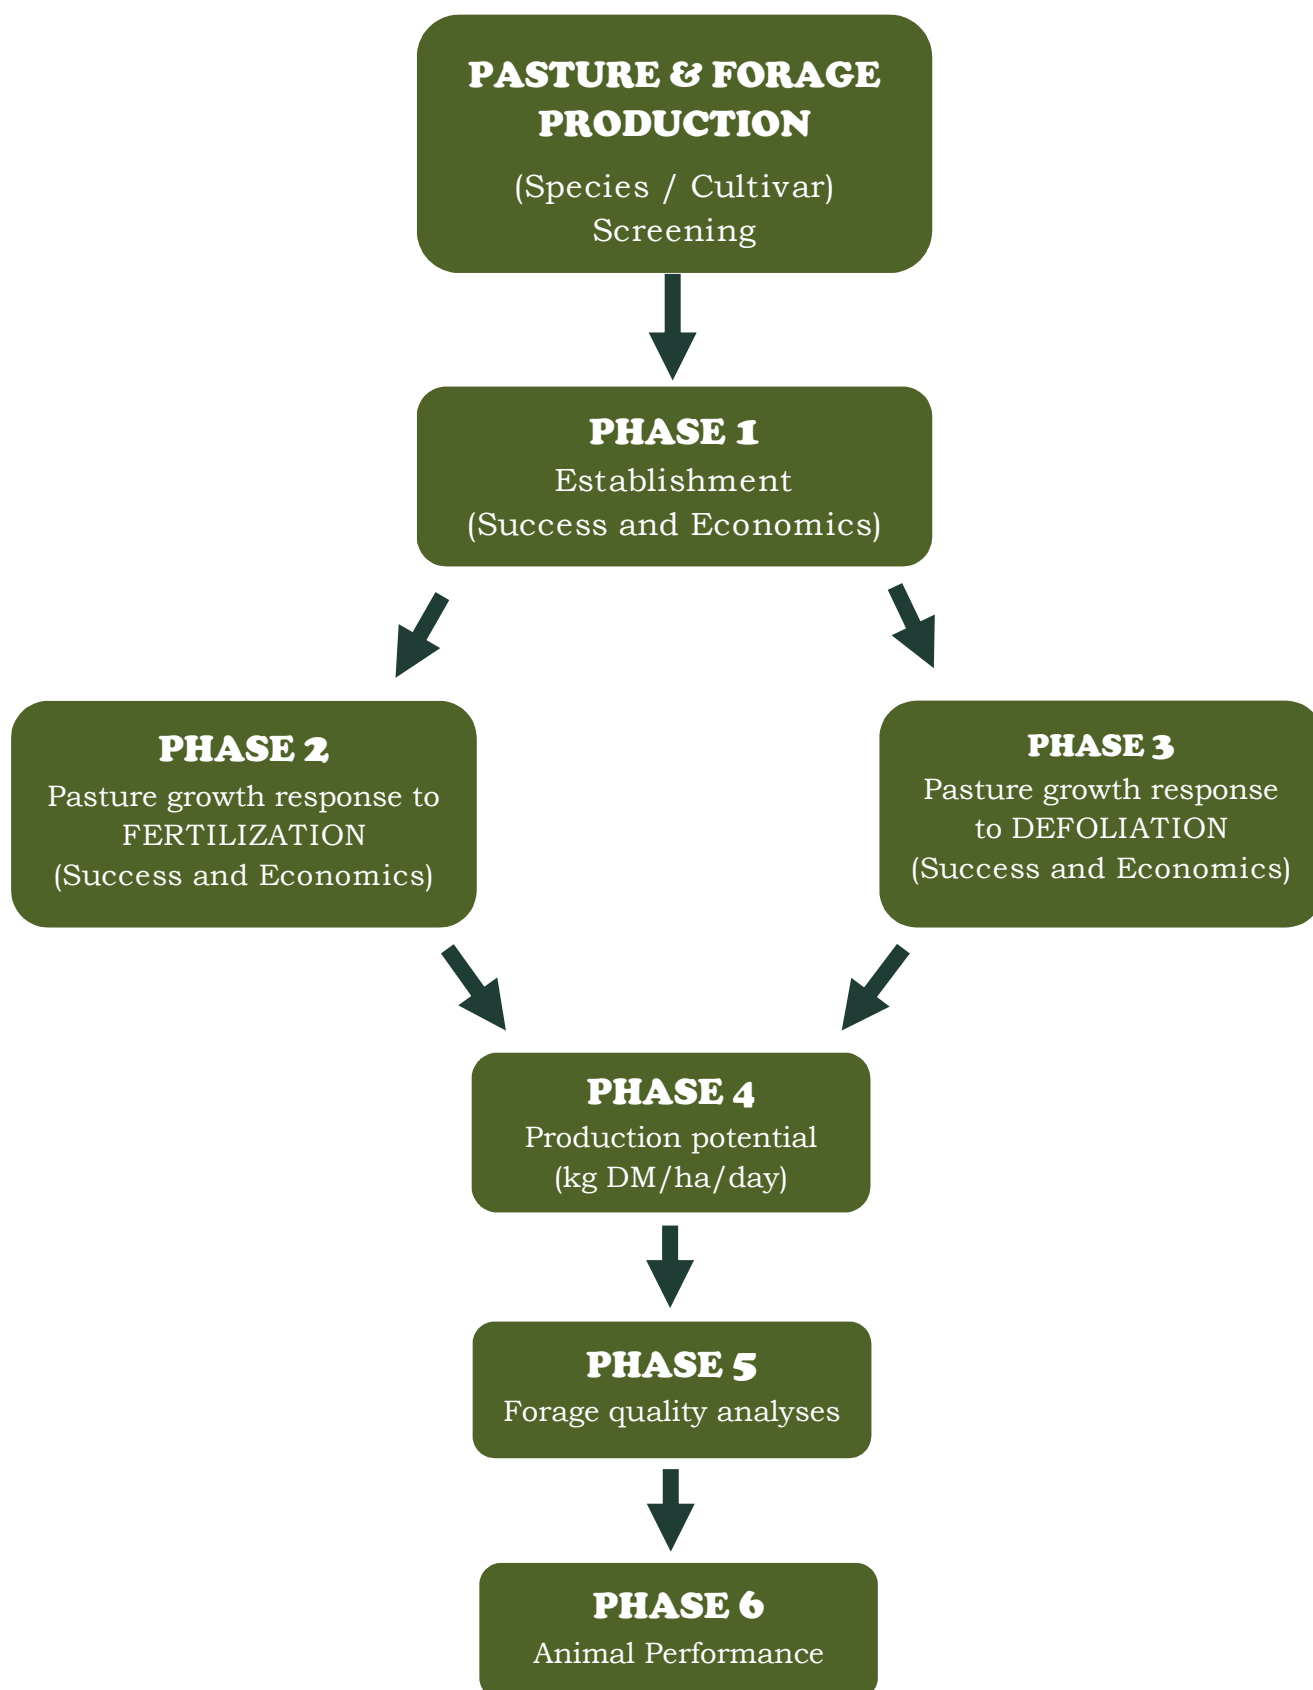 PASTURE & FORAGE
PRODUCTION
(Species / Cultivar)
Screening
PHASE 1
Establishment
(Success and Economics)
PHASE 2
Pasture growth response to
FERTILIZATION
(Success and Economics)
PHASE 3
Pasture growth response
to DEFOLIATION
(Success and Economics)
PHASE 4
Production potential
(kg DM/ha/day)
PHASE 5
Forage quality analyses
PHASE 6
Animal Performance